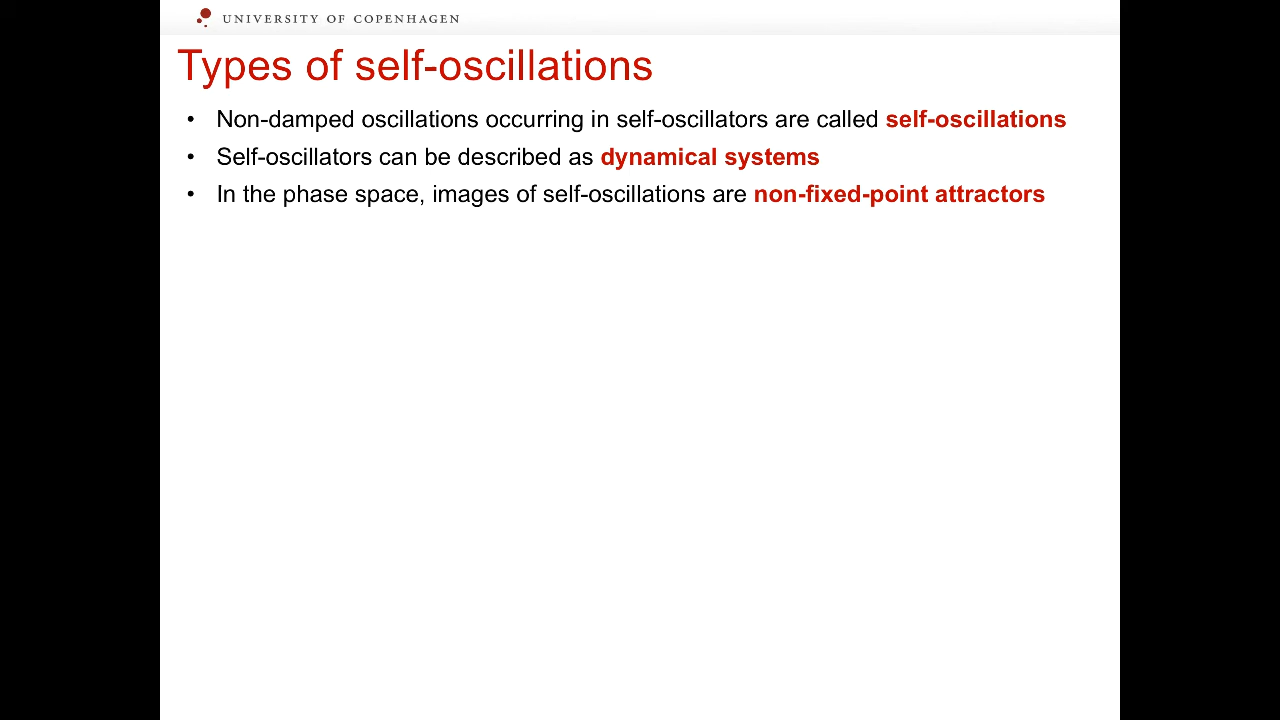 UNIVERSITY OF COPENHAGEN
Types of self-oscillations
• Non-damped oscillations occurring in self-oscillators are called self-oscillations
• Self-oscillators can be described as dynamical systems
• In the phase space, images of self-oscillations are non-fixed-point attractors